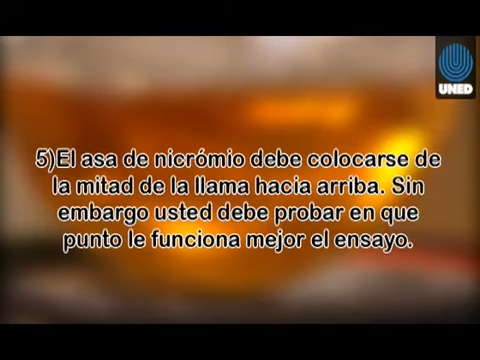 UNED
5)El asa de nicrómio debe colocarse de
la mitad de la llama hacia arriba. Sin
embargo usted debe probar en que
punto le funciona mejor el ensayo.